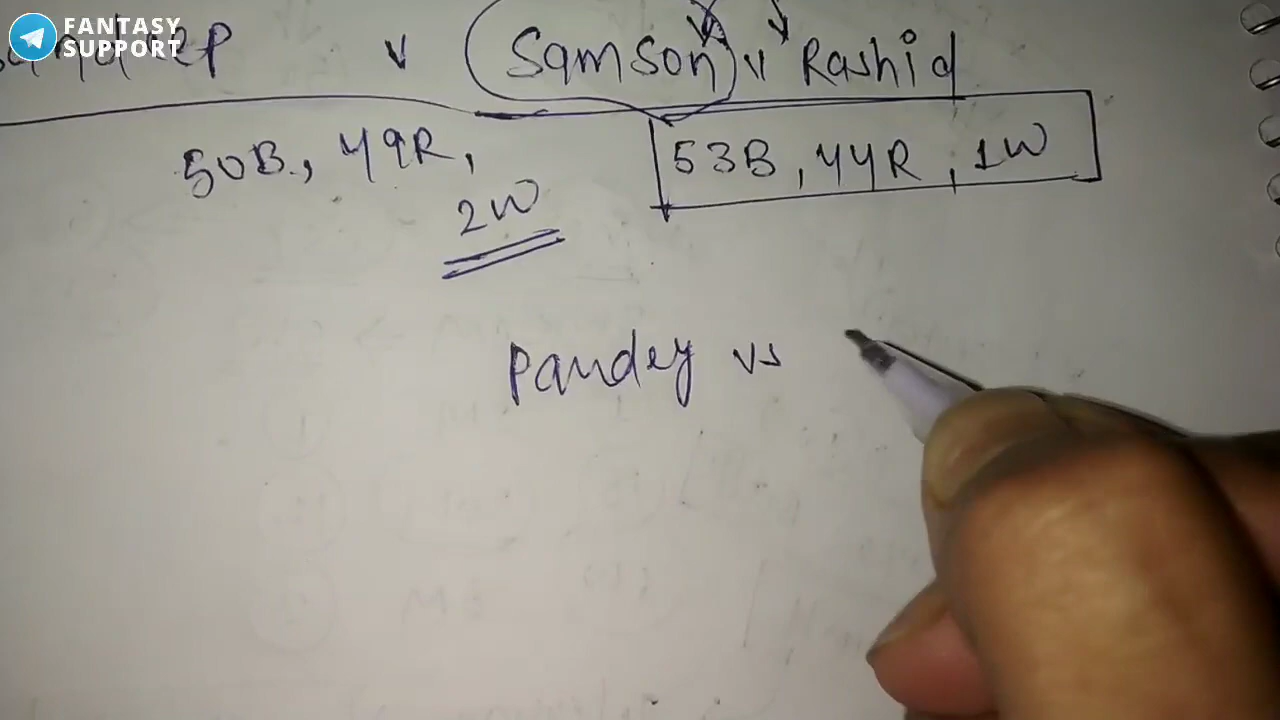 FANTASY
SUPPORT
v Samson v Rashid
50B, 49R,
2W
53B, 44R, 1W
Pandey vs